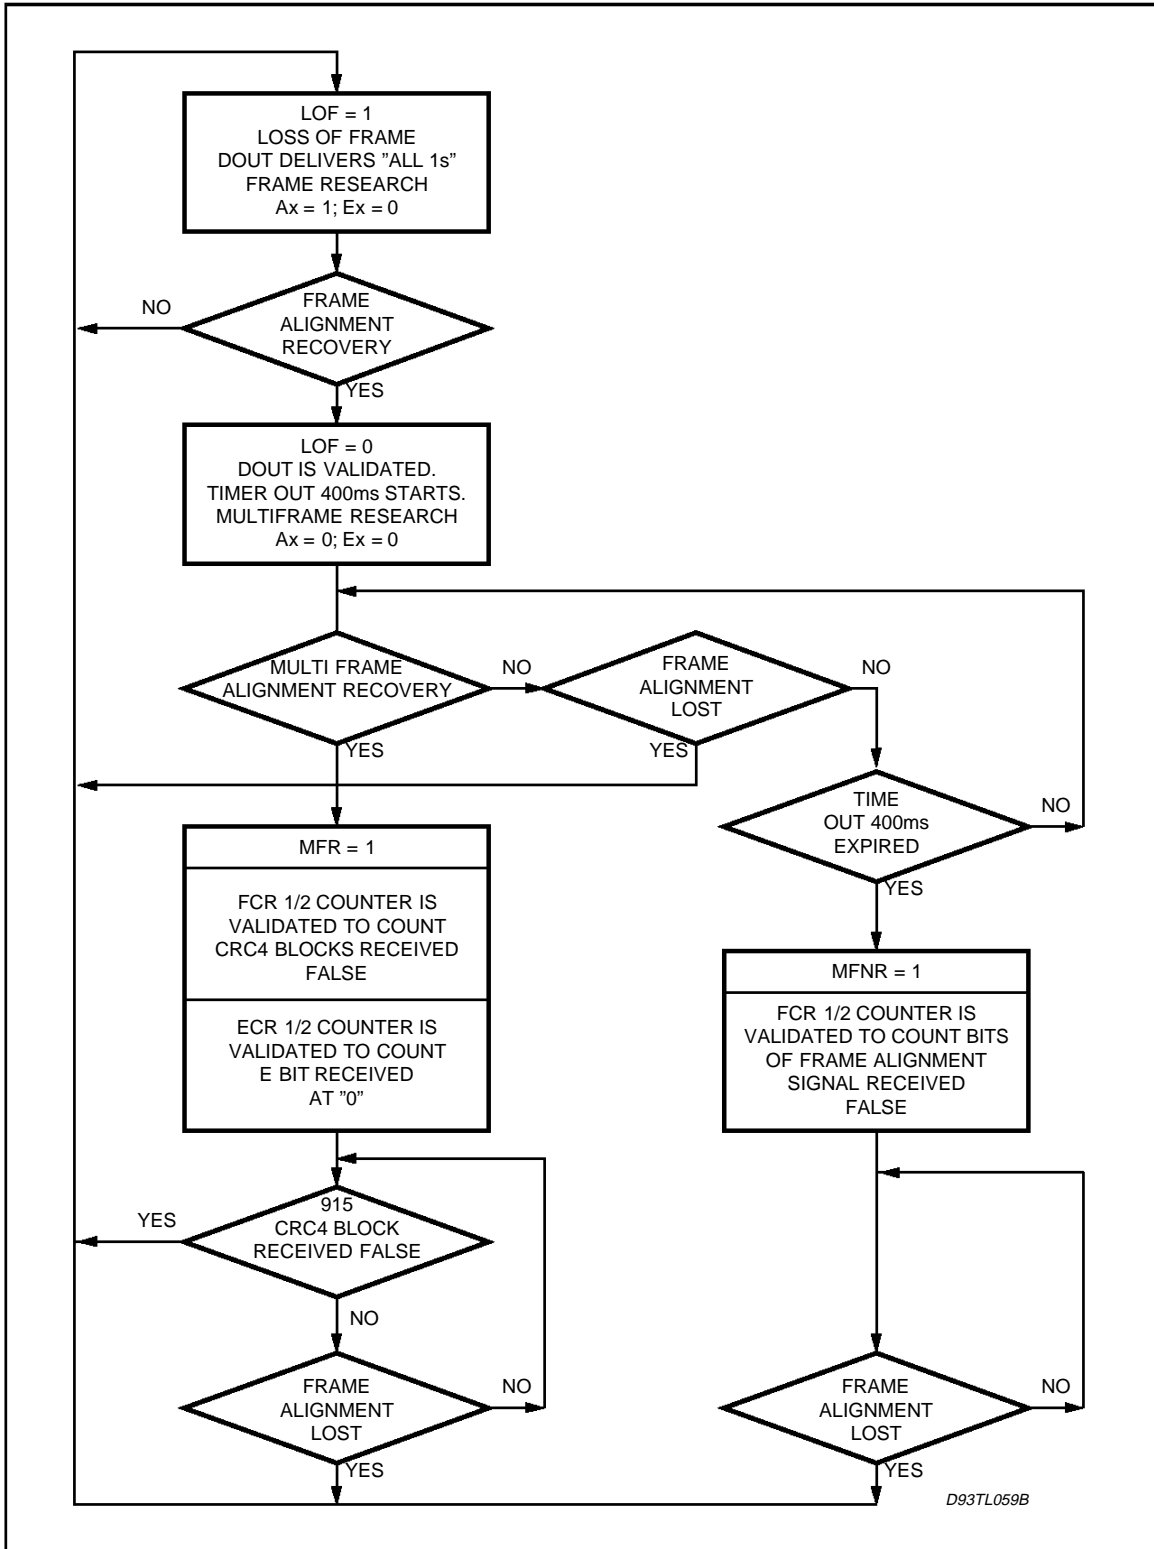 LOF = 1
LOSS OF FRAME
DOUT DELIVERS ”ALL 1s”
FRAME RESEARCH
Ax = 1; Ex = 0
NO
FRAME
ALIGNMENT
RECOVERY
YES
LOF = 0
DOUT IS VALIDATED.
TIMER OUT 400ms STARTS.
MULTIFRAME RESEARCH
Ax = 0; Ex = 0
MULTI FRAME
ALIGNMENT RECOVERY
NO
YES
FRAME
ALIGNMENT
LOST
NO
YES
TIME
OUT 400ms
EXPIRED
NO
YES
MFR = 1
FCR 1/2 COUNTER IS
VALIDATED TO COUNT
CRC4 BLOCKS RECEIVED
FALSE
ECR 1/2 COUNTER IS
VALIDATED TO COUNT
E BIT RECEIVED
AT ”0”
MFNR = 1
FCR 1/2 COUNTER IS
VALIDATED TO COUNT BITS
OF FRAME ALIGNMENT
SIGNAL RECEIVED
FALSE
YES
915
CRC4 BLOCK
RECEIVED FALSE
NO
FRAME
ALIGNMENT
LOST
NO
YES
FRAME
ALIGNMENT
LOST
NO
YES
D93TL059B